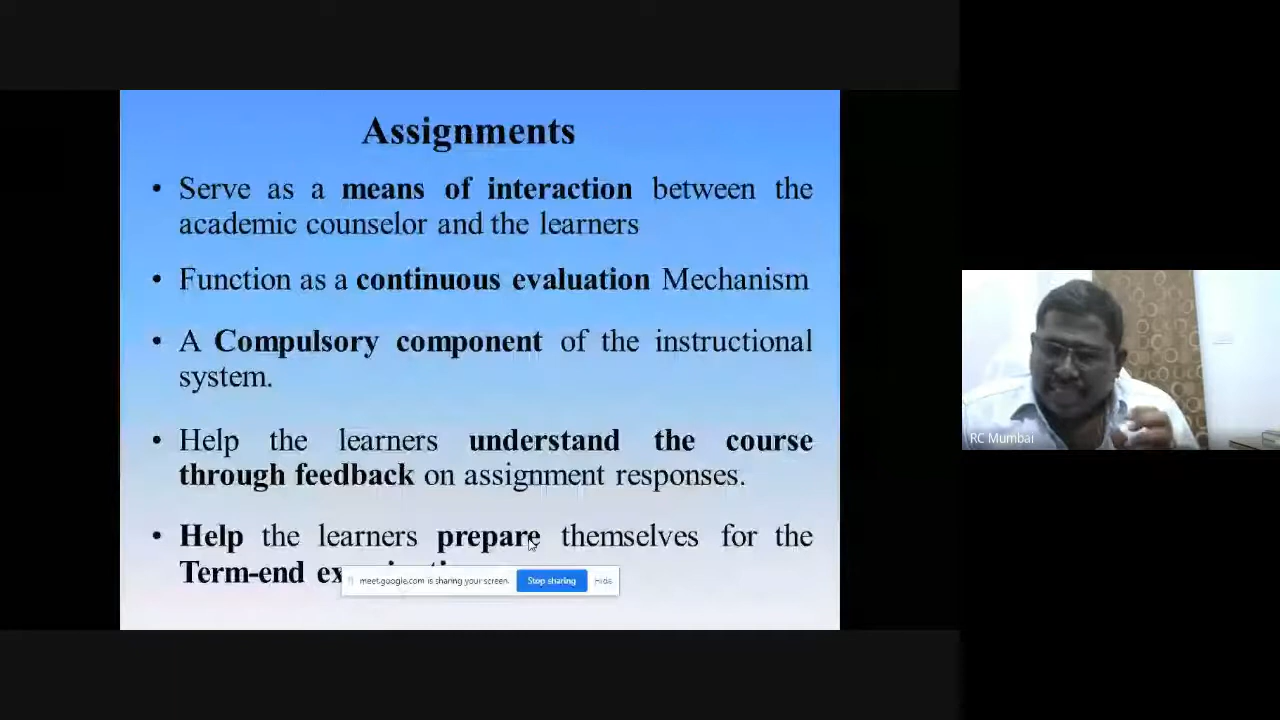 Assignments
• Serve as a means of interaction between the
academic counselor and the learners
• Function as a continuous evaluation Mechanism
• A Compulsory component of the instructional
system.
• Help the learners understand the course
through feedback on assignment responses.
• Help the learners prepare themselves for the
Term-end
meet.google.com is sharing your screen. Stop sharing Hide
RC Mumbai